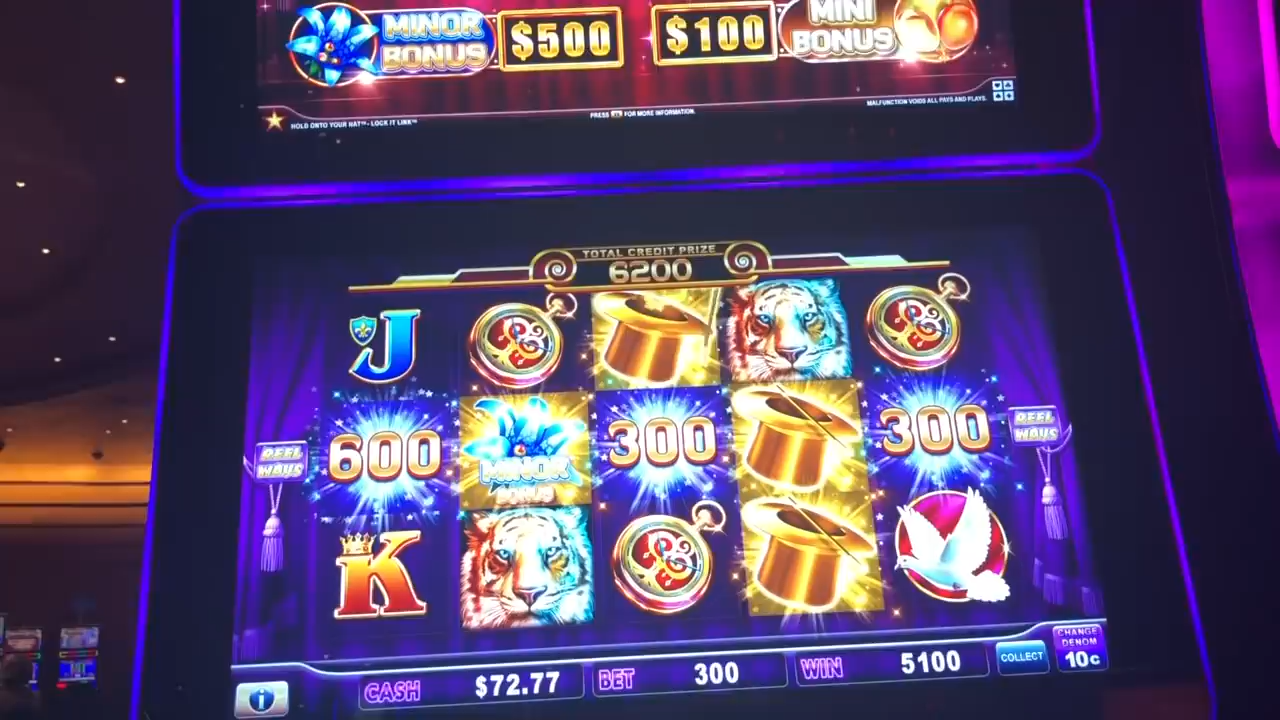 MINOR BONUS
$500
$100
MINI BONUS
HOLD ONTO YOUR HAT™ - LOCK IT LINK™
PRESS FOR MORE INFORMATION.
MALFUNCTION VOIDS ALL PAYS AND PLAYS.
TOTAL CREDIT PRIZE
6200
J
REEL WAYS
600
MINOR BONUS
300
300
REEL WAYS
K
CASH $72.77
BET 300
WIN 5100
COLLECT
CHANGE DENOM
10¢